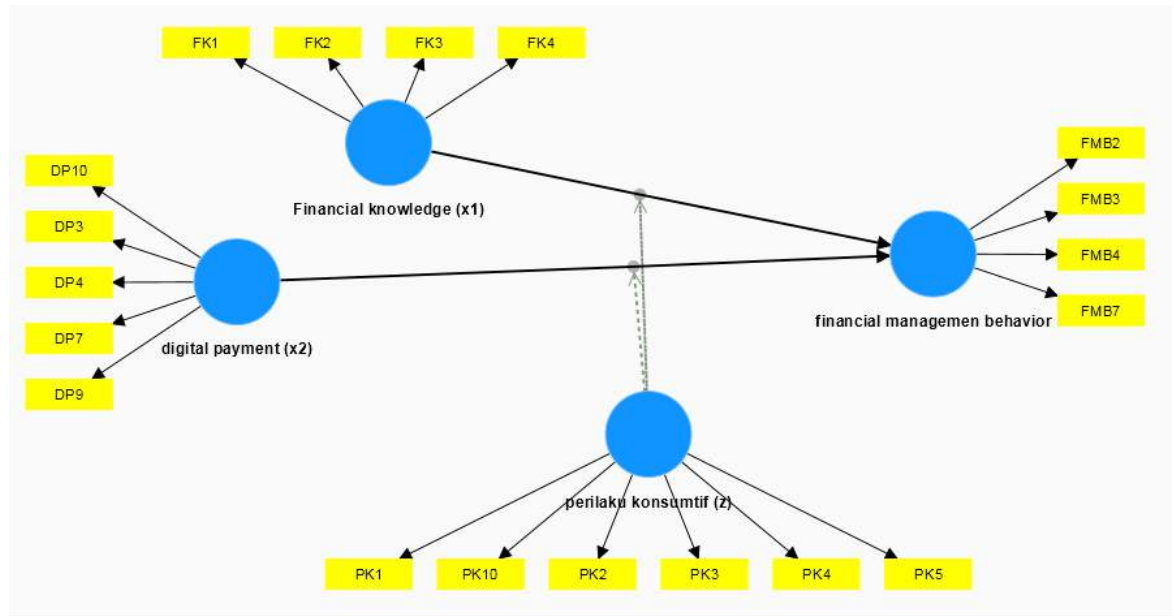 FK1
FK2
FK3
FK4
Financial knowledge (x1)
DP10
DP3
DP4
DP7
DP9
digital payment (x2)
FMB2
FMB3
FMB4
FMB7
financial managemen behavior
perilaku konsumtif (z)
PK1
PK10
PK2
PK3
PK4
PK5